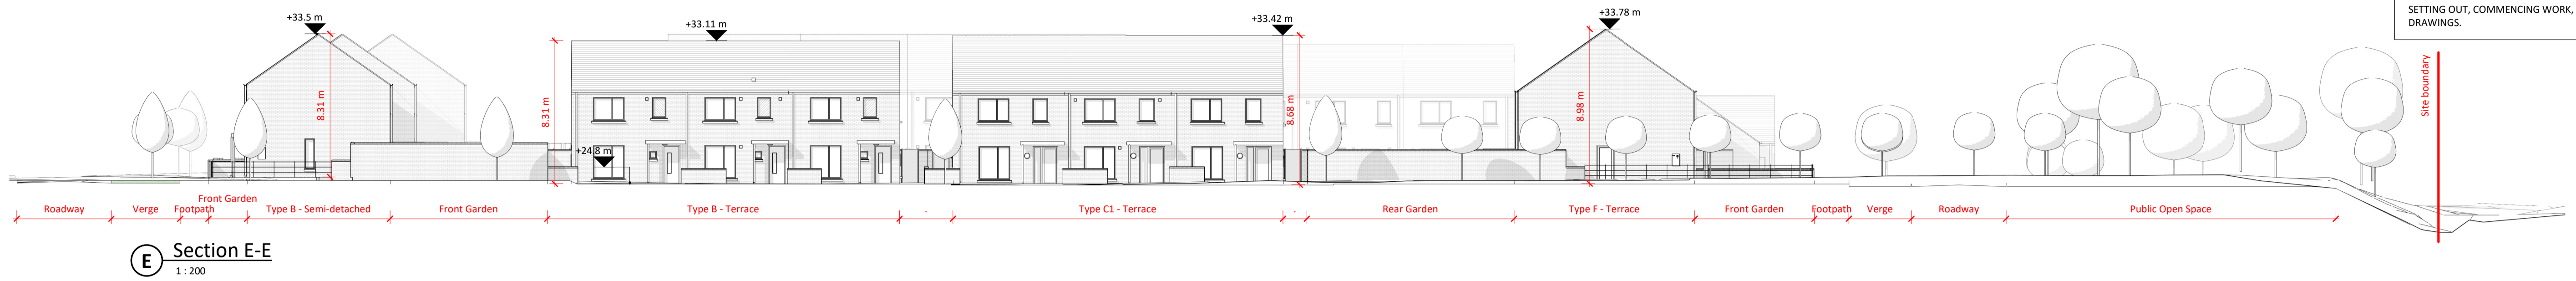 SETTING OUT, COMMENCING WORK,
DRAWINGS.
+33.5 m
+33.11 m
+33.42 m
+33.78 m
Site boundary
8.31 m
8.31 m
8.68 m
8.98 m
+24.8 m
Roadway
Verge
Footpath
Front Garden
Type B - Semi-detached
Front Garden
Type B - Terrace
.
Type C1 - Terrace
.
Rear Garden
Type F - Terrace
Front Garden
Footpath
Verge
Roadway
Public Open Space
E
Section E-E
1 : 200